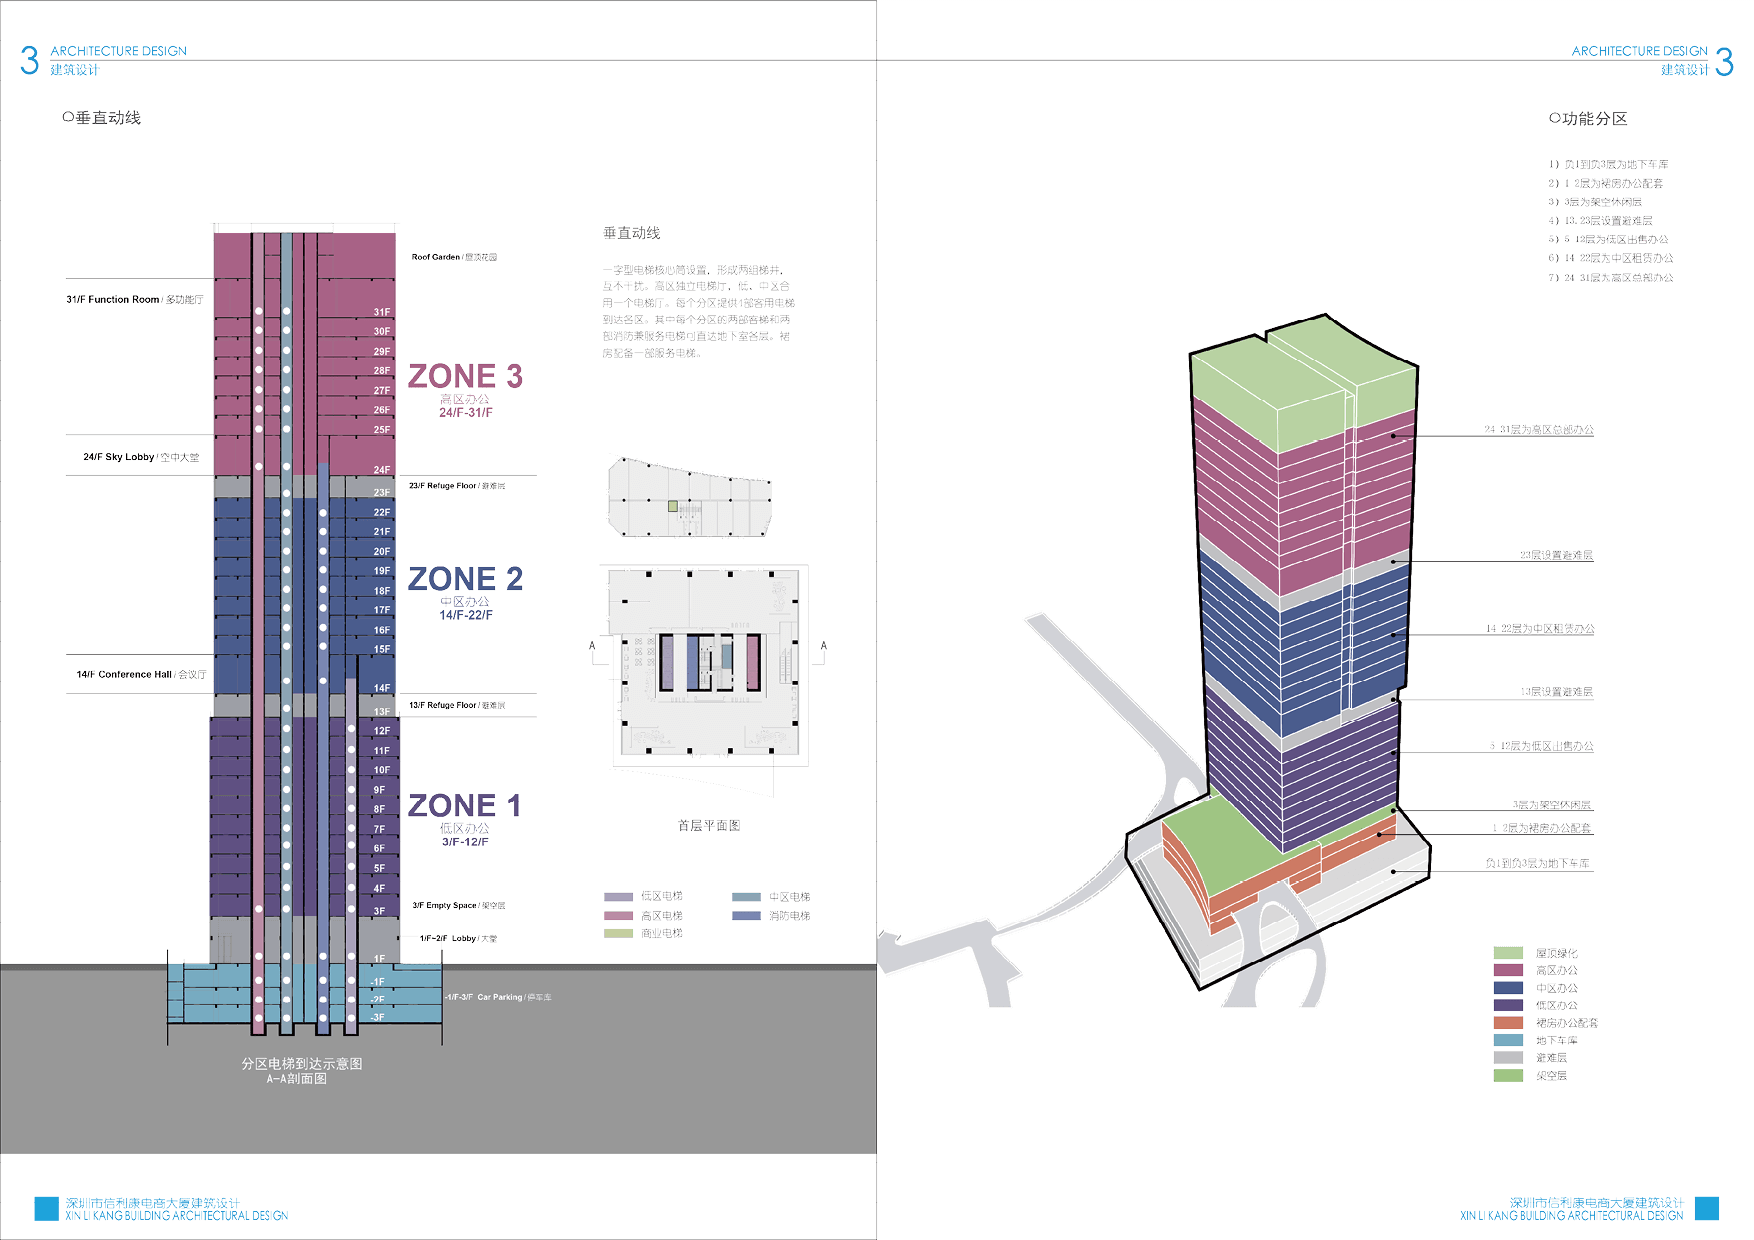 3
ARCHITECTURE DESIGN
建筑设计
ARCHITECTURE DESIGN
建筑设计
3
○垂直动线
Roof Garden / 屋顶花园
31/F Function Room / 多功能厅
31F
30F
29F
28F
27F
26F
25F
ZONE 3
高区办公
24/F-31/F
24/F Sky Lobby / 空中大堂
24F
23F
23/F Refuge Floor / 避难层
22F
21F
20F
19F
18F
17F
16F
15F
ZONE 2
中区办公
14/F-22/F
14/F Conference Hall / 会议厅
14F
13F
13/F Refuge Floor / 避难层
12F
11F
10F
9F
8F
7F
6F
5F
4F
3F
ZONE 1
低区办公
3/F-12/F
3/F Empty Space / 架空层
1/F~2/F Lobby / 大堂
1F
-1F
-2F
-3F
-1/F-3/F Car Parking / 停车库
分区电梯到达示意图
A-A剖面图
垂直动线
一字型电梯核心筒设置，形成两组梯井，
互不干扰。高区独立电梯厅，低、中区合
用一个电梯厅。每个分区提供4部客用电梯
到达各区。其中每个分区的两部客梯和两
部消防兼服务电梯可直达地下室各层。裙
房配备一部服务电梯。
A
A
首层平面图
低区电梯
中区电梯
高区电梯
消防电梯
商业电梯
○功能分区
1) 负1到负3层为地下车库
2) 1 2层为裙房办公配套
3) 3层为架空休闲层
4) 13.23层设置避难层
5) 5 12层为低区出售办公
6) 14 22层为中区租赁办公
7) 24 31层为高区总部办公
24 31层为高区总部办公
23层设置避难层
14 22层为中区租赁办公
13层设置避难层
5 12层为低区出售办公
3层为架空休闲层
1 2层为裙房办公配套
负1到负3层为地下车库
屋顶绿化
高区办公
中区办公
低区办公
裙房办公配套
地下车库
避难层
架空层
深圳市信利康电商大厦建筑设计
XIN LI KANG BUILDING ARCHITECTURAL DESIGN
深圳市信利康电商大厦建筑设计
XIN LI KANG BUILDING ARCHITECTURAL DESIGN